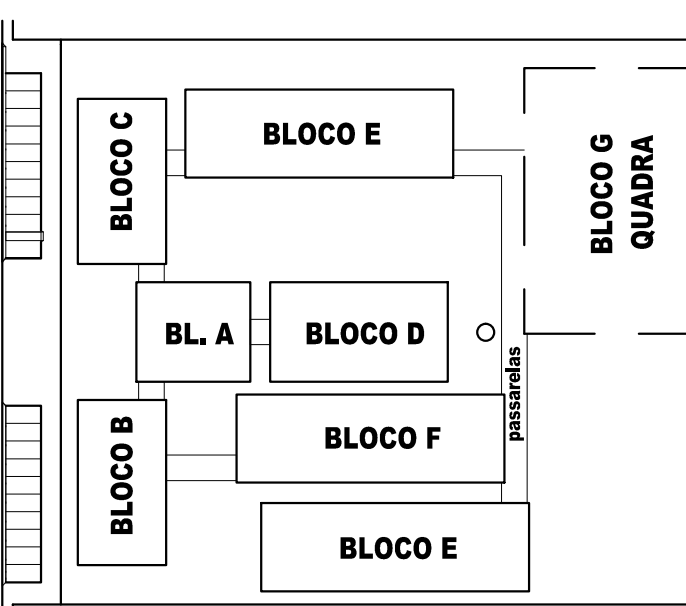 BLOCO C
BLOCO E
BLOCO G
QUADRA
BL. A
BLOCO D
passarelas
BLOCO B
BLOCO F
BLOCO E